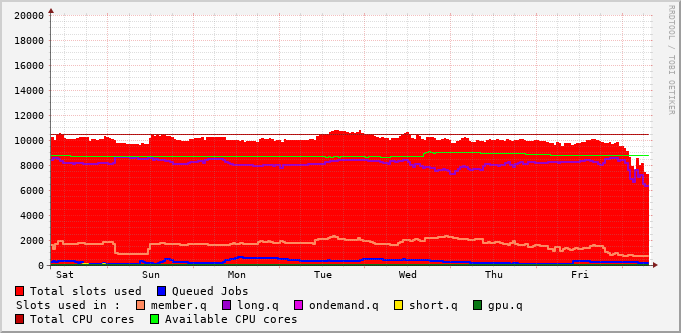 RRDTOOL / TOBI OETIKER
20000
18000
16000
14000
12000
10000
8000
6000
4000
2000
0
Sat Sun Mon Tue Wed Thu Fri
Total slots used Queued Jobs
Slots used in : member.q long.q ondemand.q short.q gpu.q
Total CPU cores Available CPU cores